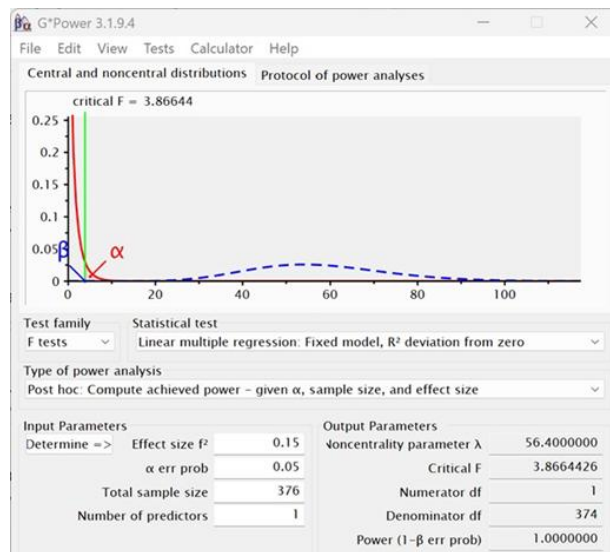 G*Power 3.1.9.4
File Edit View Tests Calculator Help
Central and noncentral distributions Protocol of power analyses
critical F = 3.86644
0.25
0.2
0.15
0.1
0.05
0
β α
0 20 40 60 80 100
Test family Statistical test
F tests Linear multiple regression: Fixed model, R² deviation from zero
Type of power analysis
Post hoc: Compute achieved power - given α, sample size, and effect size
Input Parameters Output Parameters
Determine => Effect size f² 0.15 Noncentrality parameter λ 56.4000000
α err prob 0.05 Critical F 3.8664426
Total sample size 376 Numerator df 1
Number of predictors 1 Denominator df 374
Power (1-β err prob) 1.0000000